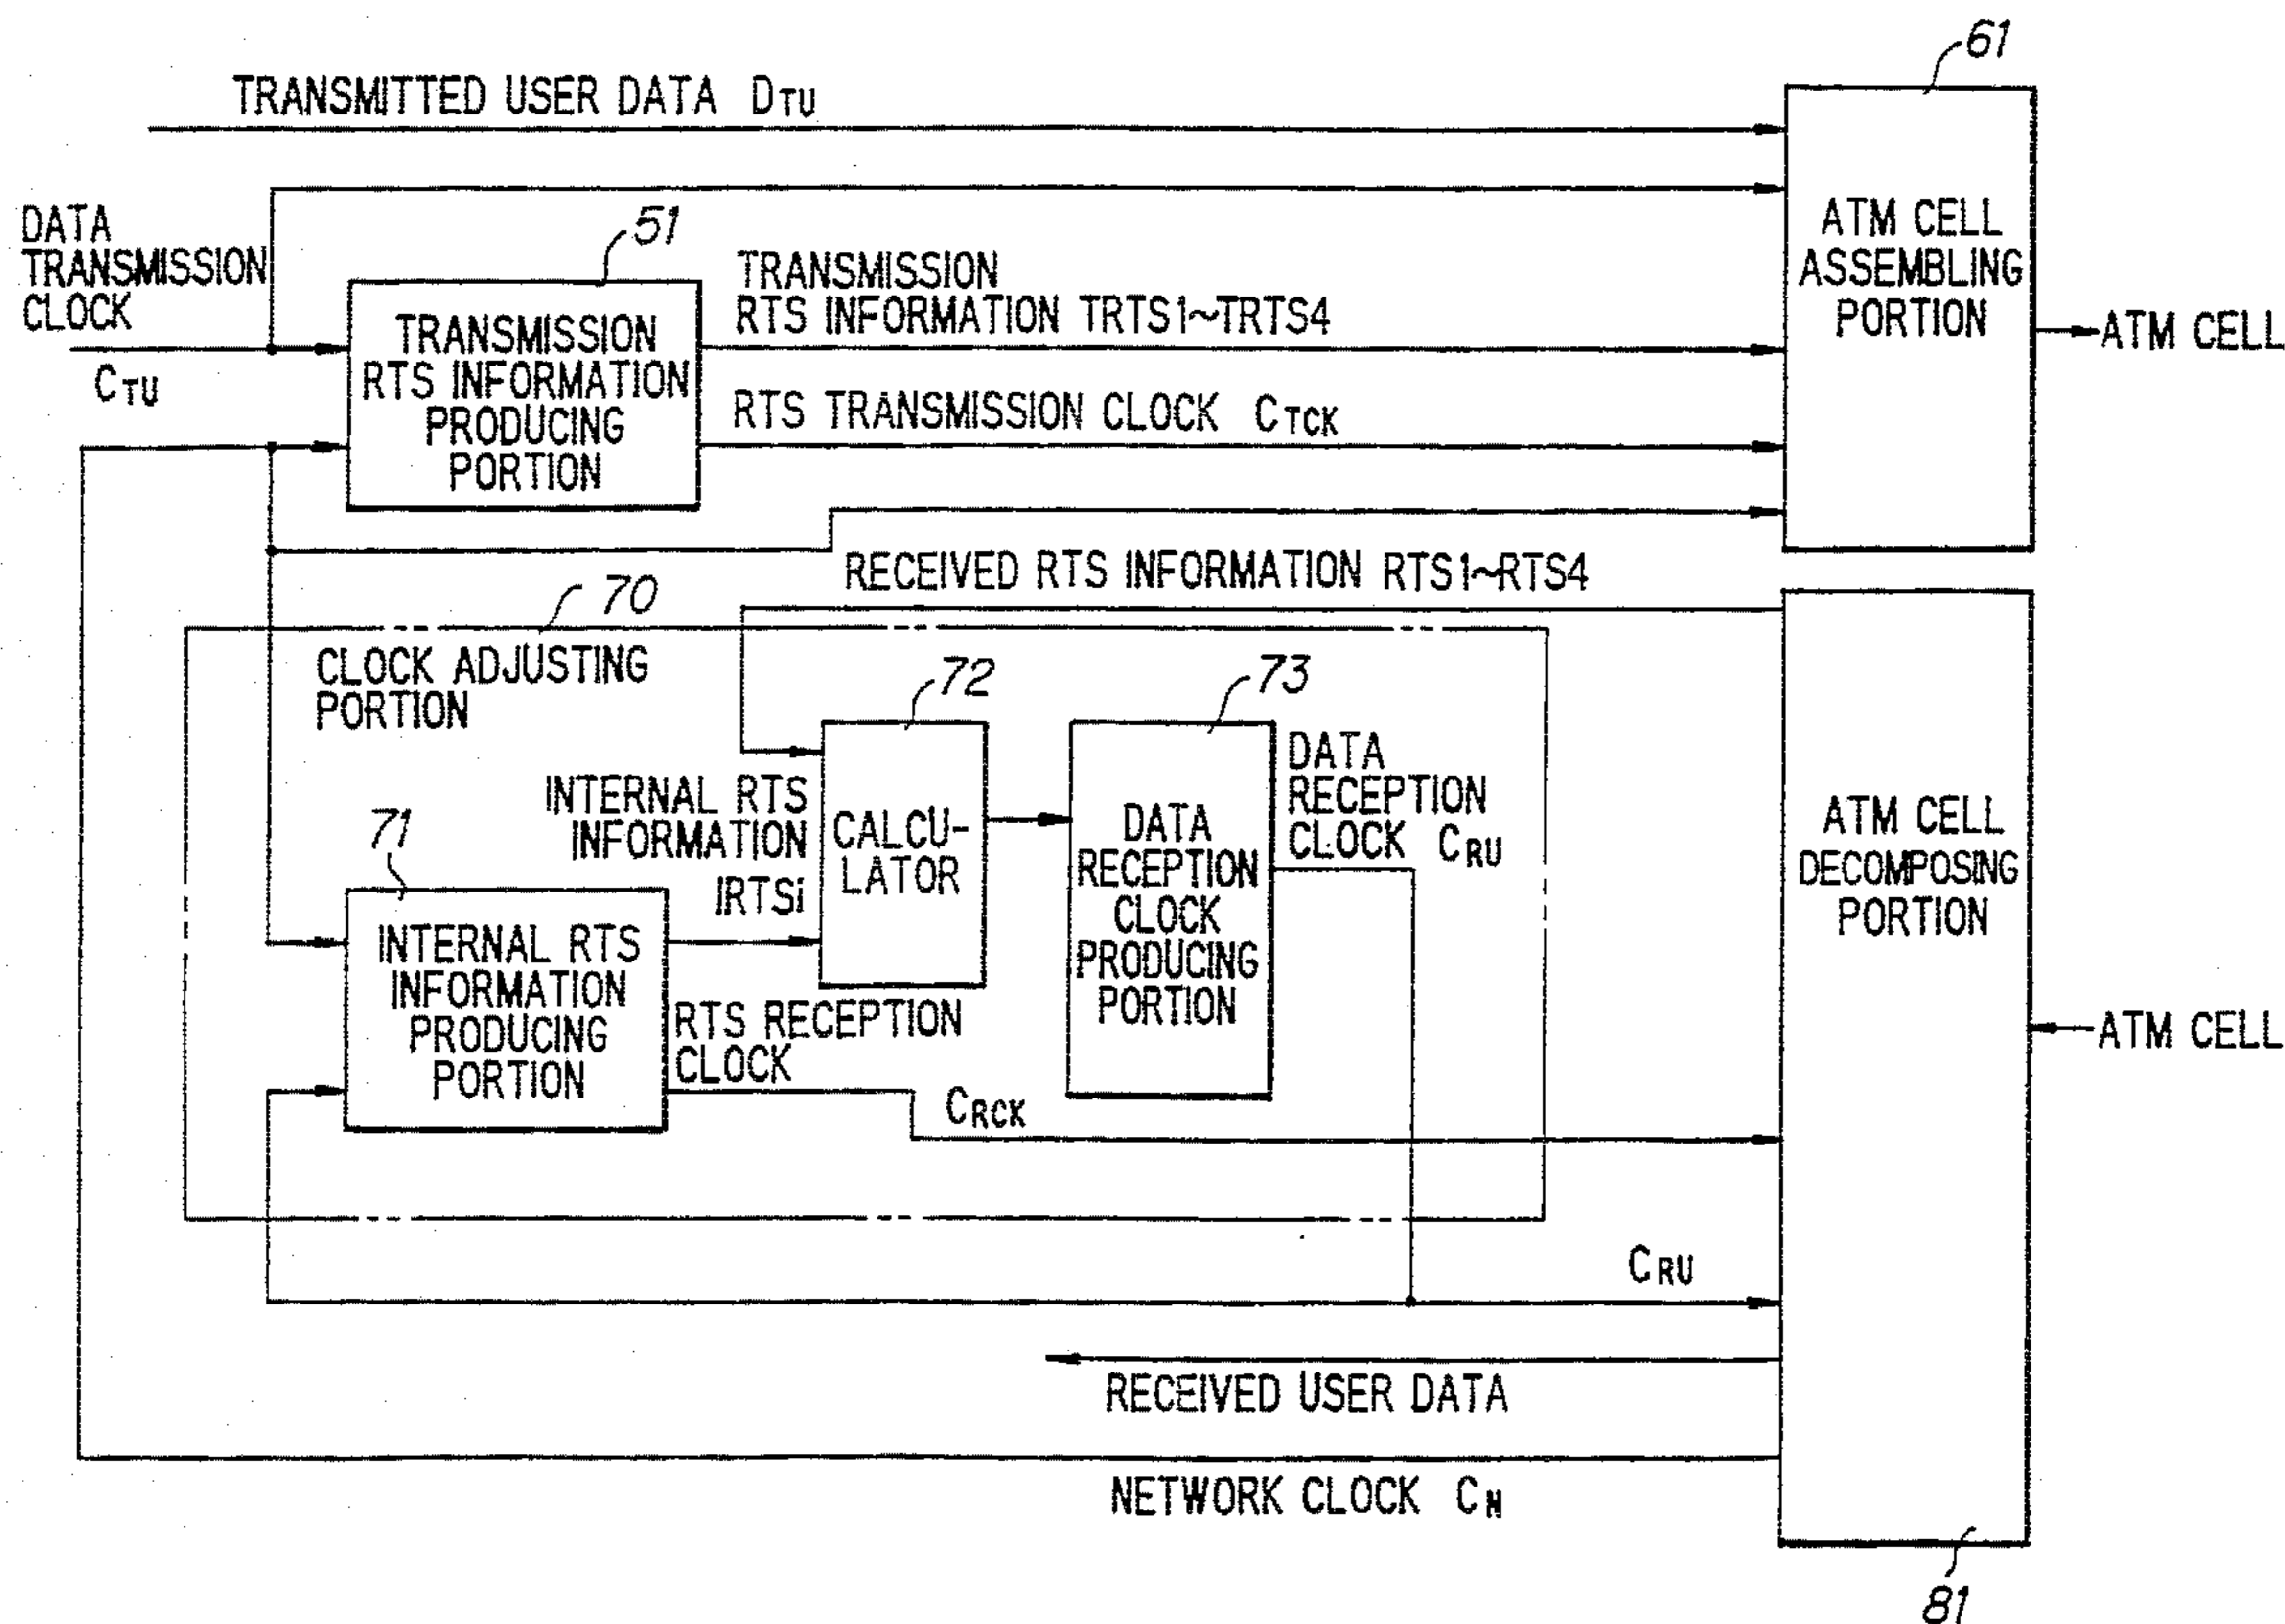 61
TRANSMITTED USER DATA DTU
DATA
TRANSMISSION
CLOCK
CTU
51
TRANSMISSION
RTS INFORMATION
PRODUCING
PORTION
TRANSMISSION
RTS INFORMATION TRTS1~TRTS4
RTS TRANSMISSION CLOCK CTCK
ATM CELL
ASSEMBLING
PORTION
ATM CELL
RECEIVED RTS INFORMATION RTS1~RTS4
70
CLOCK ADJUSTING
PORTION
72
73
INTERNAL RTS
INFORMATION
IRTSi
CALCU-
LATOR
DATA
RECEPTION
CLOCK
PRODUCING
PORTION
DATA
RECEPTION
CLOCK CRU
71
INTERNAL RTS
INFORMATION
PRODUCING
PORTION
RTS RECEPTION
CLOCK
CRCK
ATM CELL
DECOMPOSING
PORTION
ATM CELL
CRU
RECEIVED USER DATA
NETWORK CLOCK CN
81